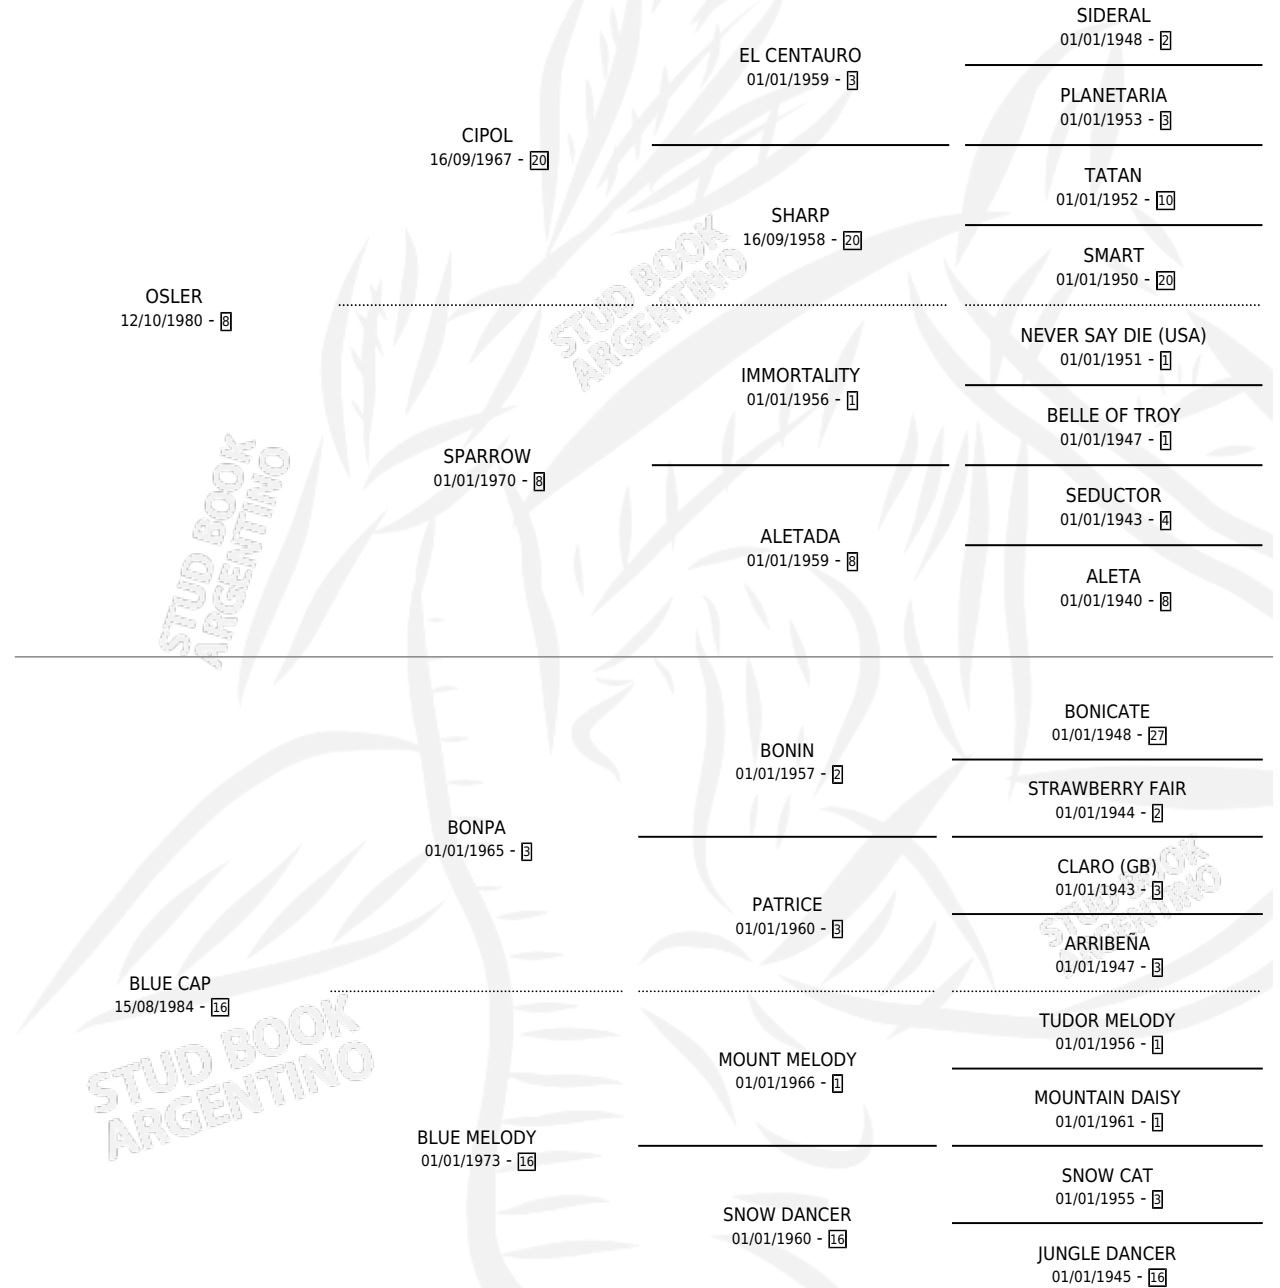 SIDERAL
01/01/1948 - 2
EL CENTAURO
01/01/1959 - 3
PLANETARIA
01/01/1953 - 3
CIPOL
16/09/1967 - 20
TATAN
01/01/1952 - 10
SHARP
16/09/1958 - 20
SMART
01/01/1950 - 20
OSLER
12/10/1980 - 8
NEVER SAY DIE (USA)
01/01/1951 - 1
IMMORTALITY
01/01/1956 - 1
BELLE OF TROY
01/01/1947 - 1
SPARROW
01/01/1970 - 8
SEDUCTOR
01/01/1943 - 4
ALETADA
01/01/1959 - 8
ALETA
01/01/1940 - 8
BONICATE
01/01/1948 - 27
BONIN
01/01/1957 - 2
STRAWBERRY FAIR
01/01/1944 - 2
BONPA
01/01/1965 - 3
CLARO (GB)
01/01/1943 - 3
PATRICE
01/01/1960 - 3
ARRIBEÑA
01/01/1947 - 3
BLUE CAP
15/08/1984 - 16
TUDOR MELODY
01/01/1956 - 1
MOUNT MELODY
01/01/1966 - 1
MOUNTAIN DAISY
01/01/1961 - 1
BLUE MELODY
01/01/1973 - 16
SNOW CAT
01/01/1955 - 3
SNOW DANCER
01/01/1960 - 16
JUNGLE DANCER
01/01/1945 - 16
STUD BOOK
ARGENTINO
STUD BOOK
ARGENTINO
STUD BOOK
ARGENTINO
STUD BOOK
ARGENTINO